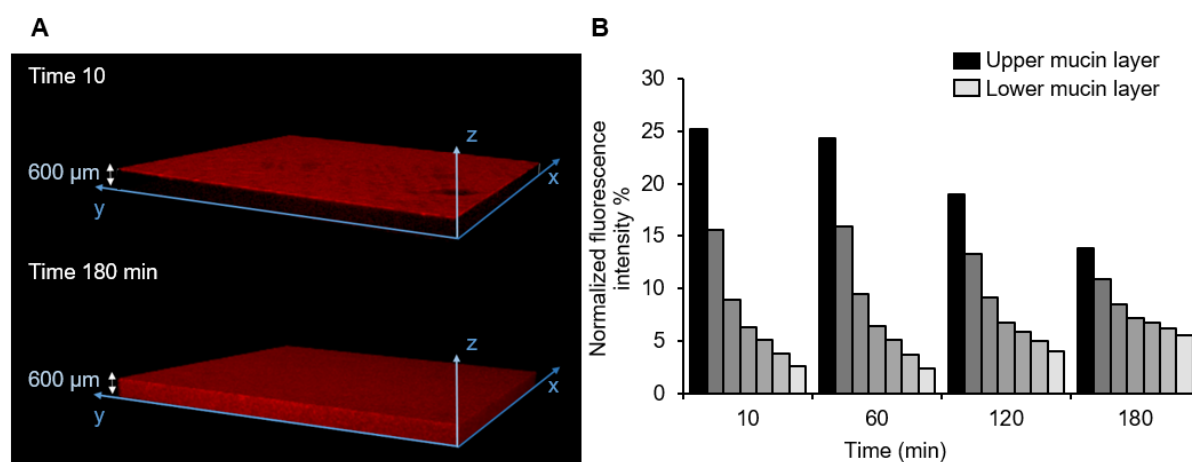 A
Time 10
z
600 µm
x
y
Time 180 min
z
600 µm
x
y
B
Upper mucin layer
Lower mucin layer
Normalized fluorescence
intensity %
30
25
20
15
10
5
0
10 60 120 180
Time (min)